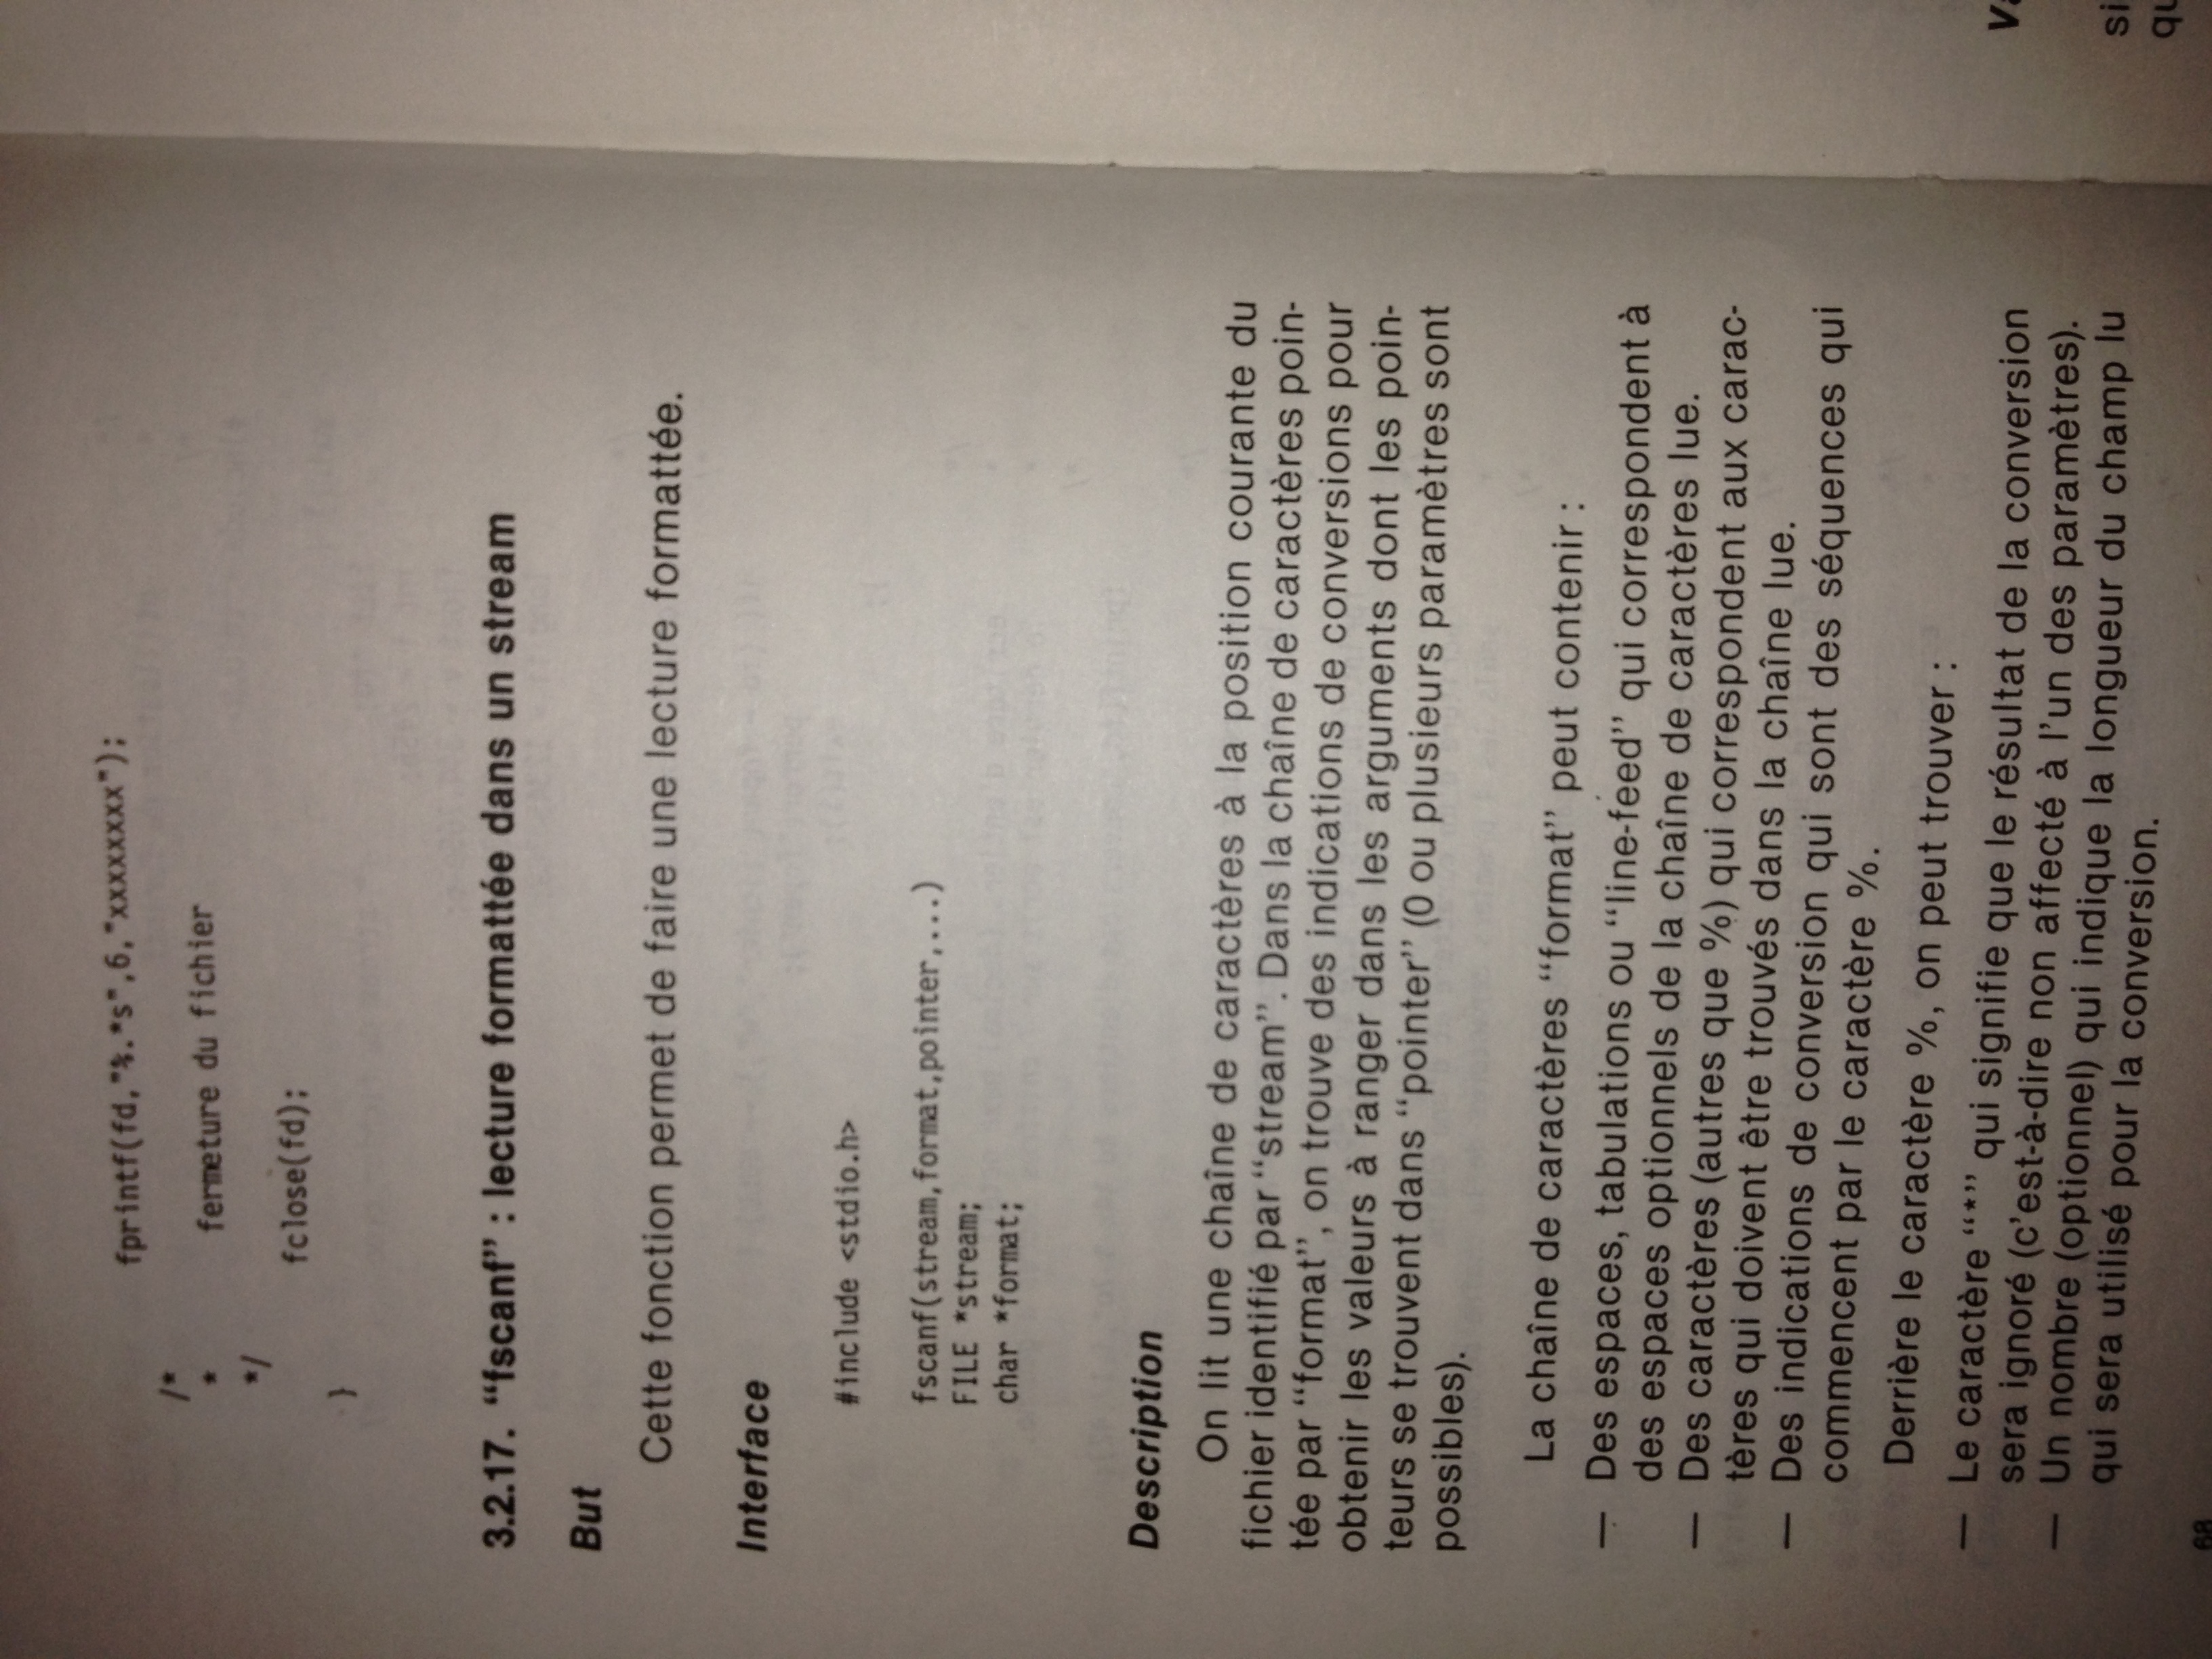 fprintf(fd,"%.*s",6,"xxxxxxxx");
/*
* fermeture du fichier
*/
fclose(fd);
}
3.2.17. “fscanf” : lecture formattée dans un stream
But
Cette fonction permet de faire une lecture formattée.
Interface
#include <stdio.h>
fscanf(stream,format,pointer,...)
FILE *stream;
char *format;
Description
On lit une chaîne de caractères à la position courante du
fichier identifié par “stream”. Dans la chaîne de caractères poin-
tée par “format”, on trouve des indications de conversions pour
obtenir les valeurs à ranger dans les arguments dont les poin-
teurs se trouvent dans “pointer” (0 ou plusieurs paramètres sont
possibles).
La chaîne de caractères “format” peut contenir :
— Des espaces, tabulations ou “line-feed” qui correspondent à
des espaces optionnels de la chaîne de caractères lue.
— Des caractères (autres que %) qui correspondent aux carac-
tères qui doivent être trouvés dans la chaîne lue.
— Des indications de conversion qui sont des séquences qui
commencent par le caractère %.
Derrière le caractère %, on peut trouver :
— Le caractère “*” qui signifie que le résultat de la conversion
sera ignoré (c’est-à-dire non affecté à l’un des paramètres).
— Un nombre (optionnel) qui indique la longueur du champ lu
qui sera utilisé pour la conversion.
68